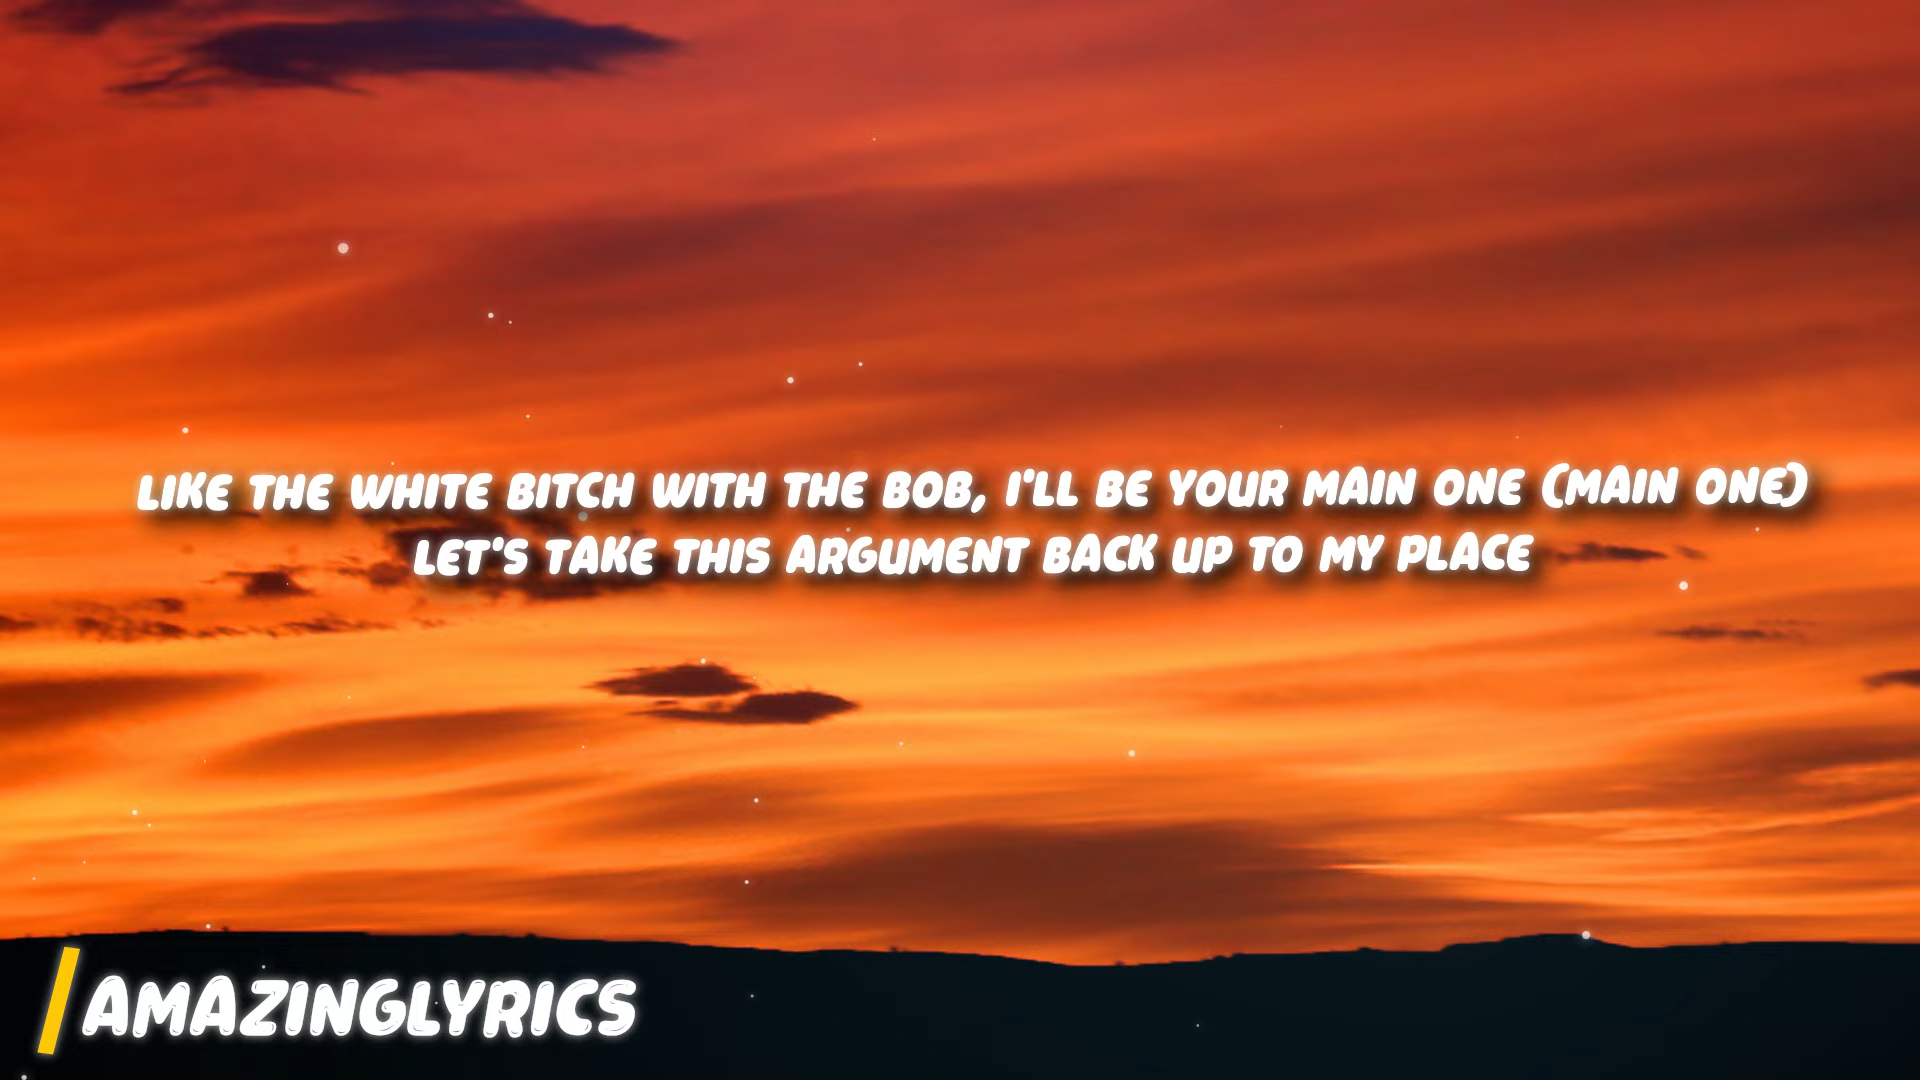 LIKE THE WHITE BITCH WITH THE BOB, I'LL BE YOUR MAIN ONE (MAIN ONE)
LET'S TAKE THIS ARGUMENT BACK UP TO MY PLACE
AMAZINGLYRICS